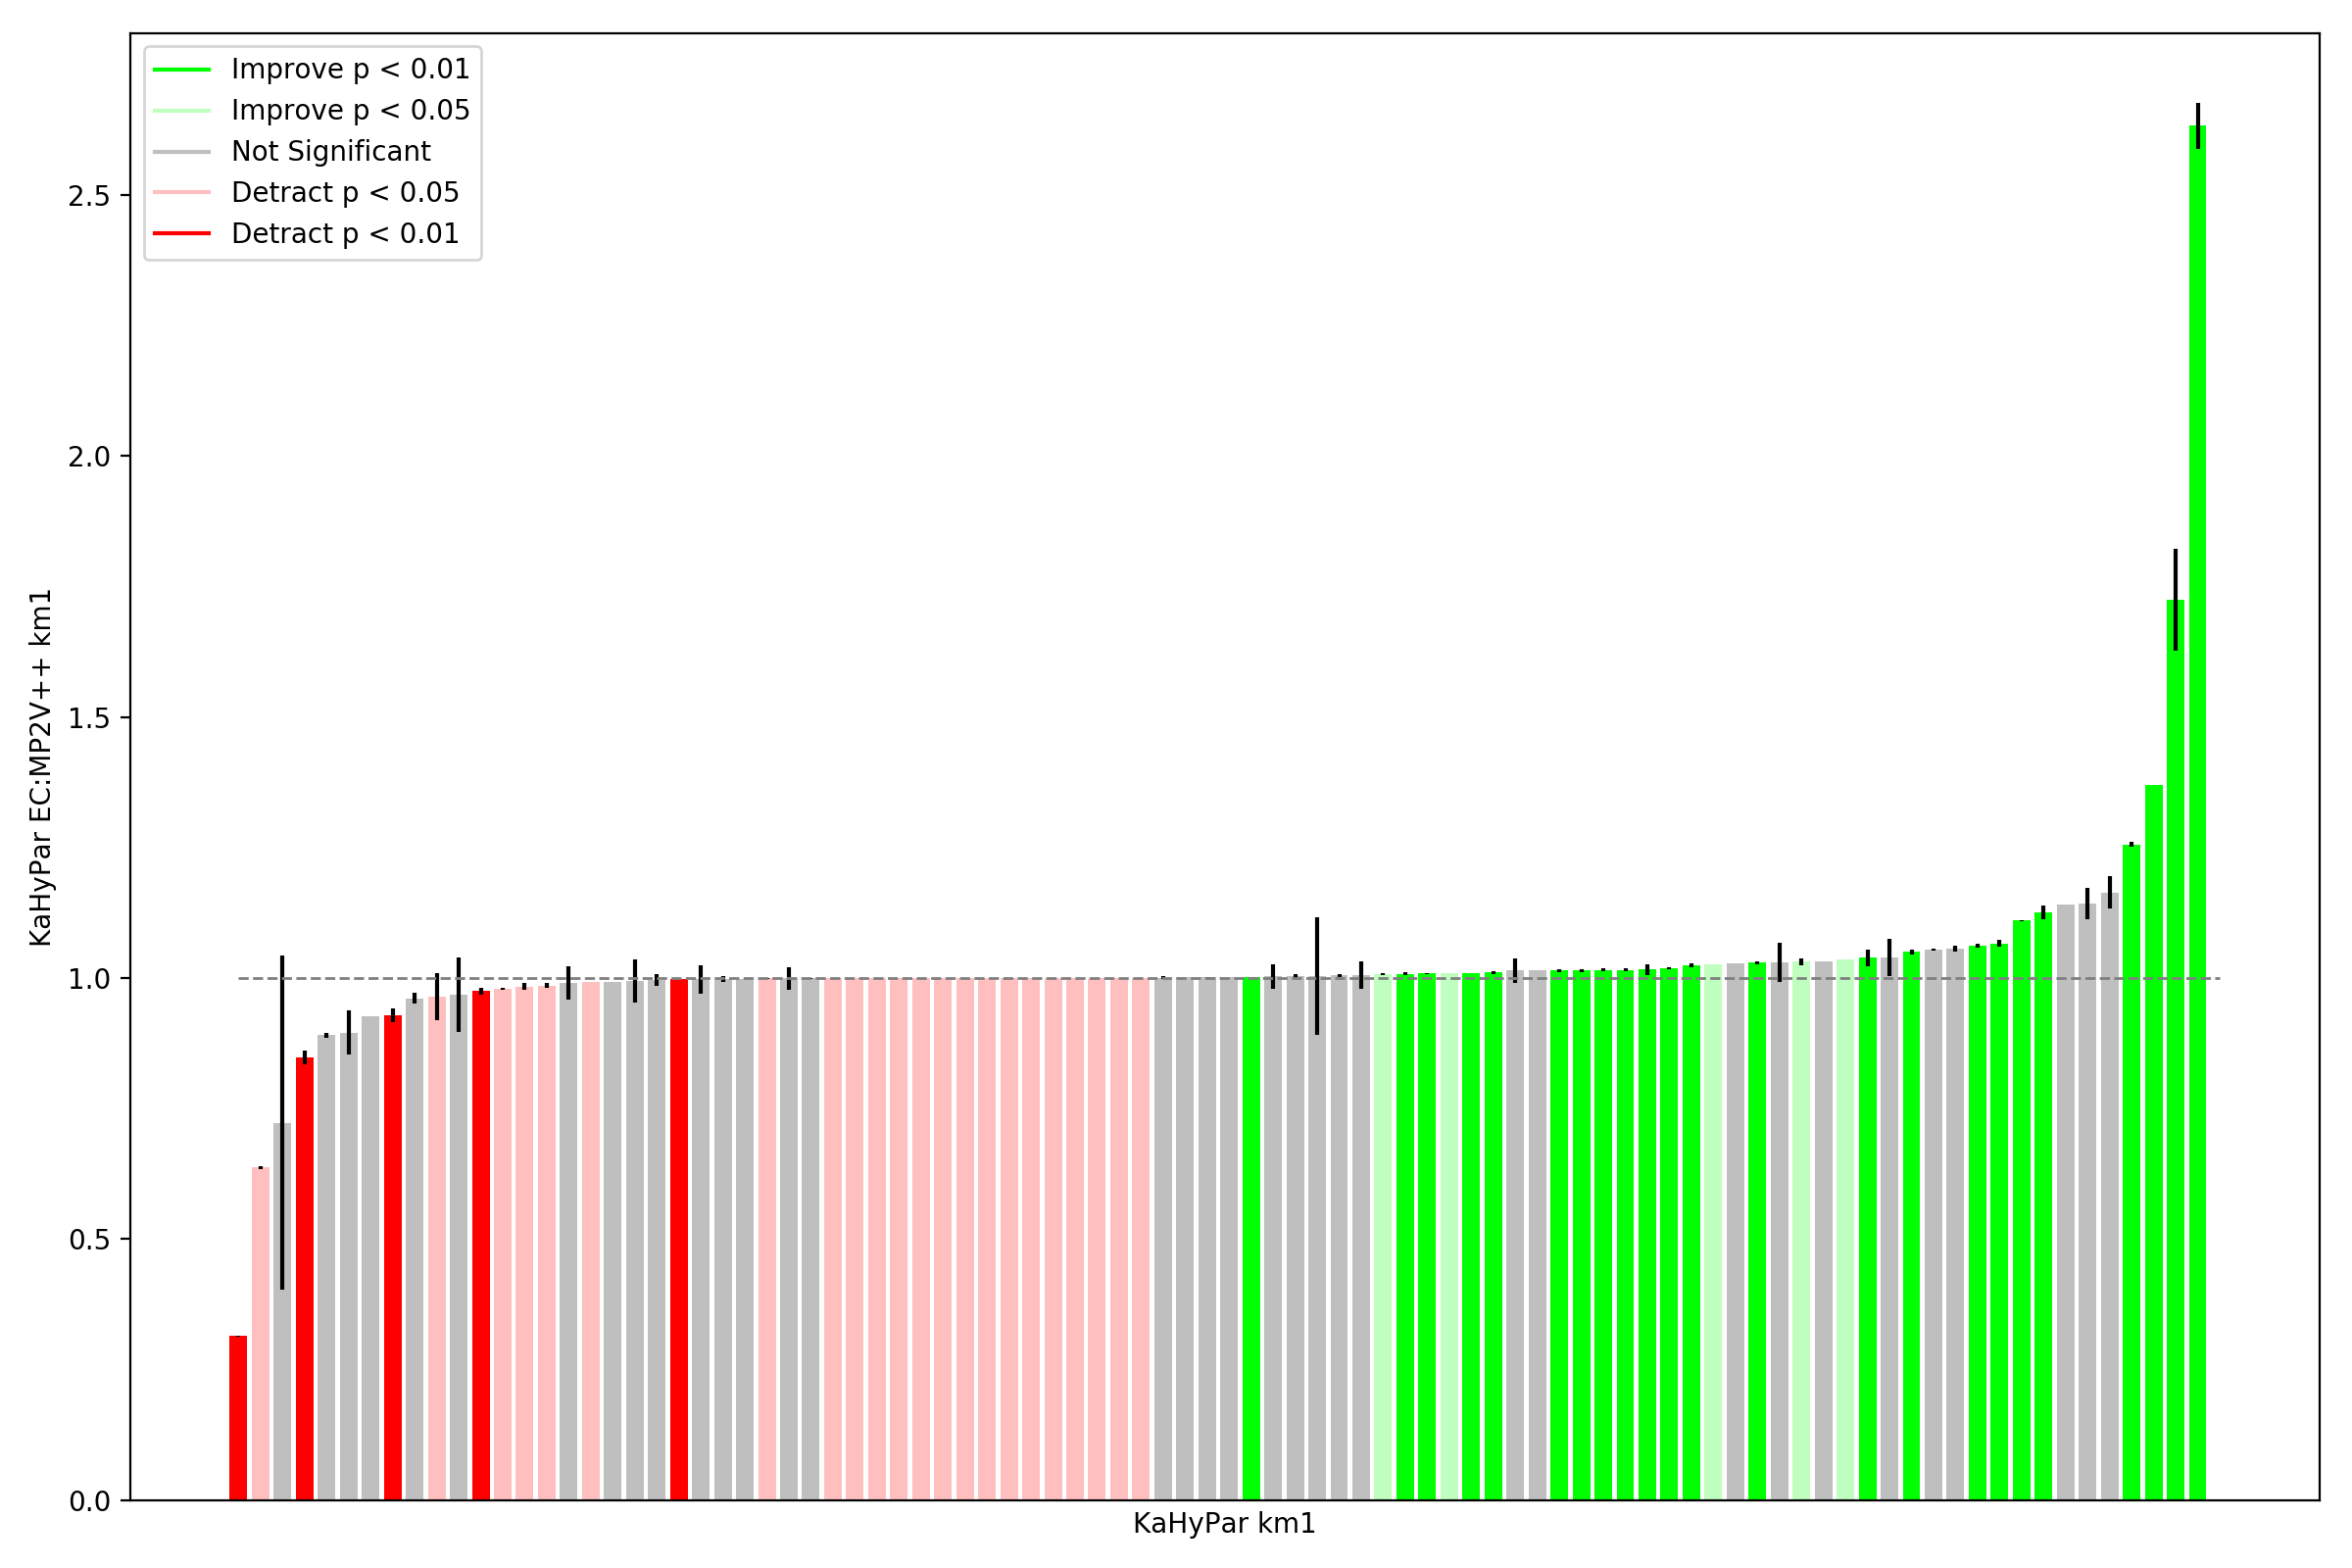 Improve p < 0.01
Improve p < 0.05
Not Significant
Detract p < 0.05
Detract p < 0.01
KaHyPar EC:MP2V++ km1
2.5
2.0
1.5
1.0
0.5
0.0
KaHyPar km1